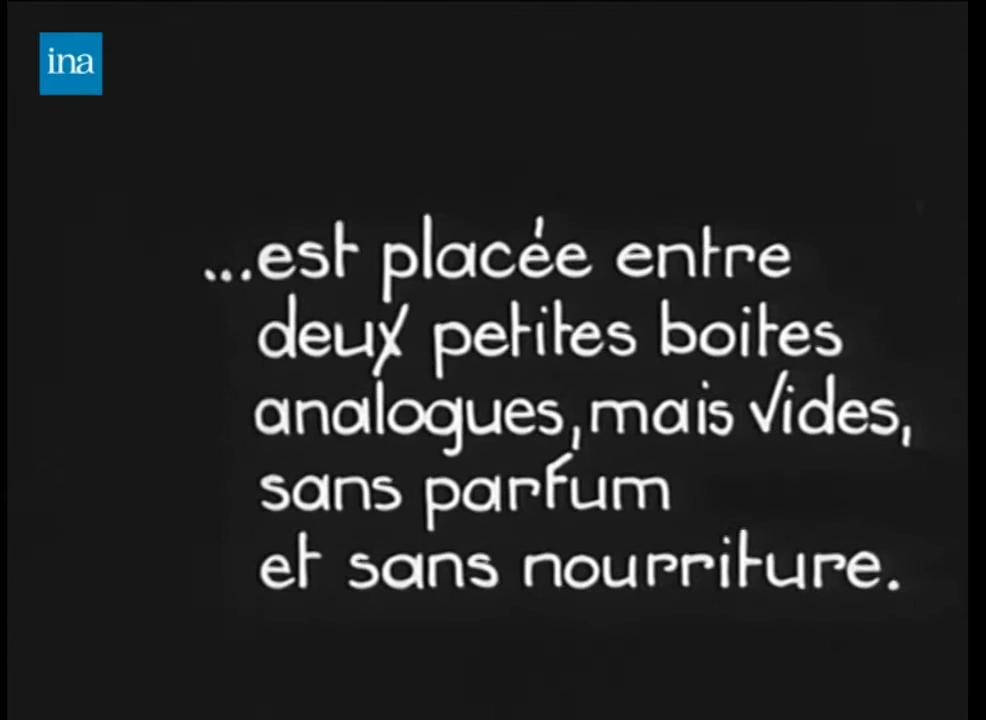 ina
...est placée entre
deux petites boites
analogues, mais vides,
sans parfum
et sans nourriture.